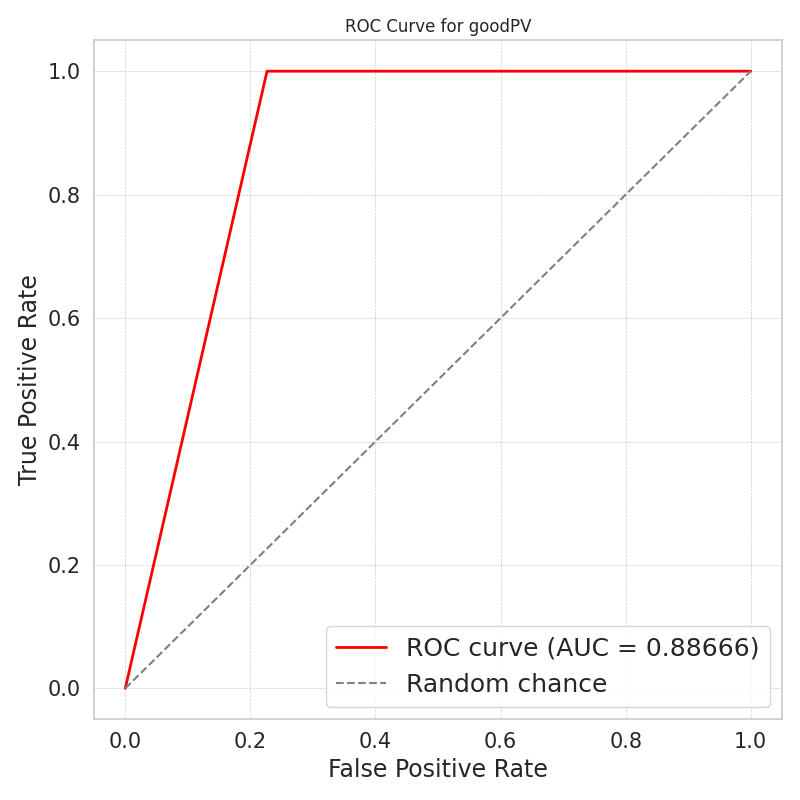 ROC Curve for goodPV
1.0
0.8
0.6
0.4
0.2
0.0
True Positive Rate
ROC curve (AUC = 0.88666)
Random chance
0.0 0.2 0.4 0.6 0.8 1.0
False Positive Rate